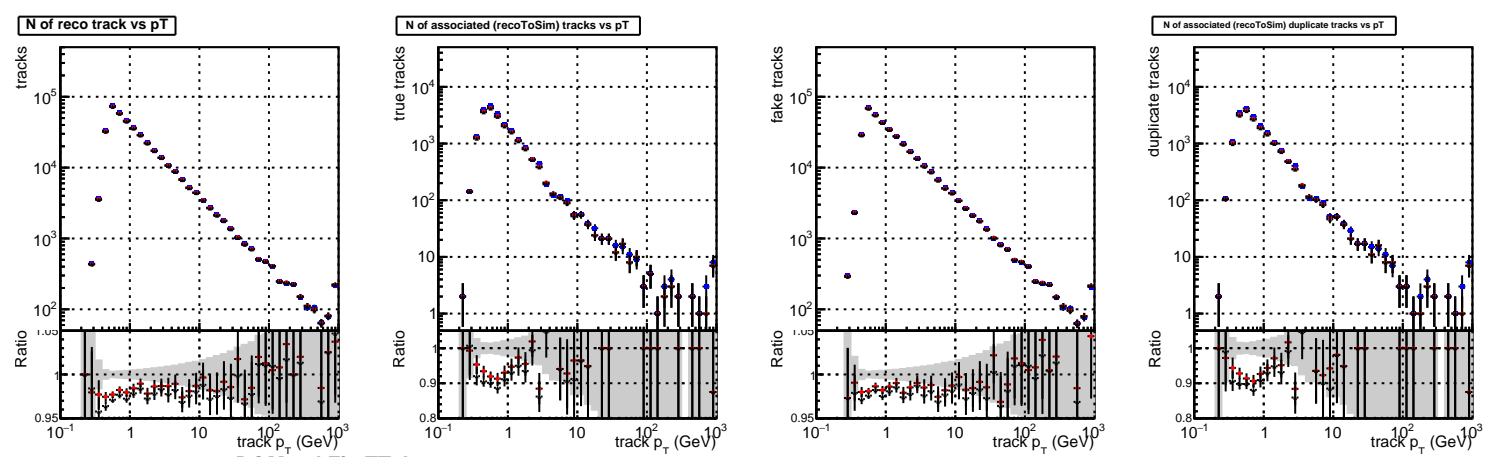 N of reco track vs pT
tracks
10^5
10^4
10^3
10^2
Ratio
1.05
1
0.95
10^-1 1 10 10^2 10^3
track p_T (GeV)
N of associated (recoToSim) tracks vs pT
true tracks
10^4
10^3
10^2
10
1
Ratio
1
0.9
0.8
10^-1 1 10 10^2 10^3
track p_T (GeV)
fake tracks
10^5
10^4
10^3
10^2
Ratio
1.05
1
0.95
10^-1 1 10 10^2 10^3
track p_T (GeV)
N of associated (recoToSim) duplicate tracks vs pT
duplicate tracks
10^4
10^3
10^2
10
1
Ratio
1
0.9
0.8
10^-1 1 10 10^2 10^3
track p_T (GeV)